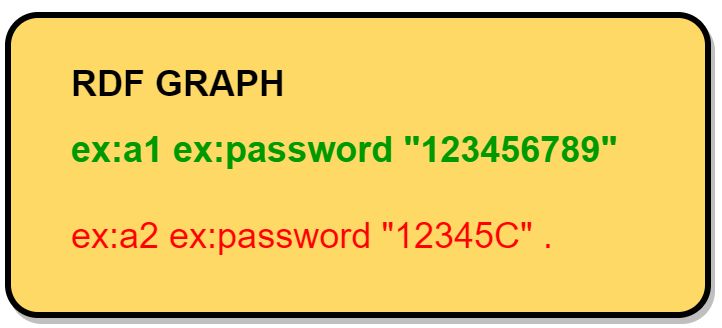 RDF GRAPH
ex:a1 ex:password "123456789"
ex:a2 ex:password "12345C" .